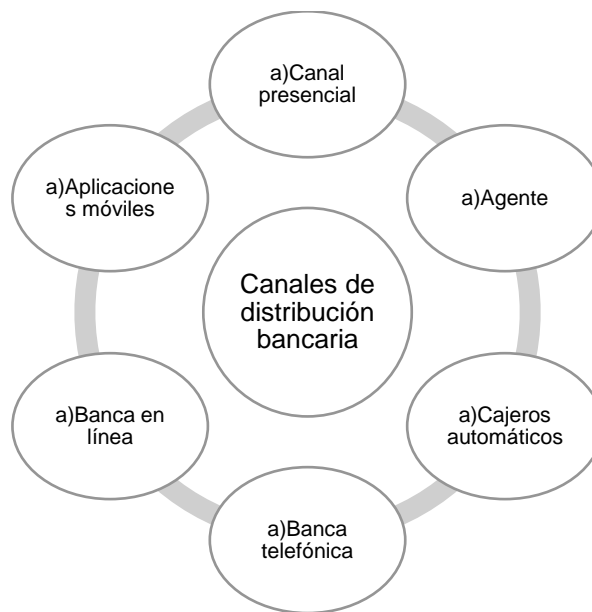 a)Canal
presencial
a)Agente
a)Cajeros
automáticos
a)Banca
telefónica
a)Banca en
línea
a)Aplicacione
s móviles
Canales de
distribución
bancaria